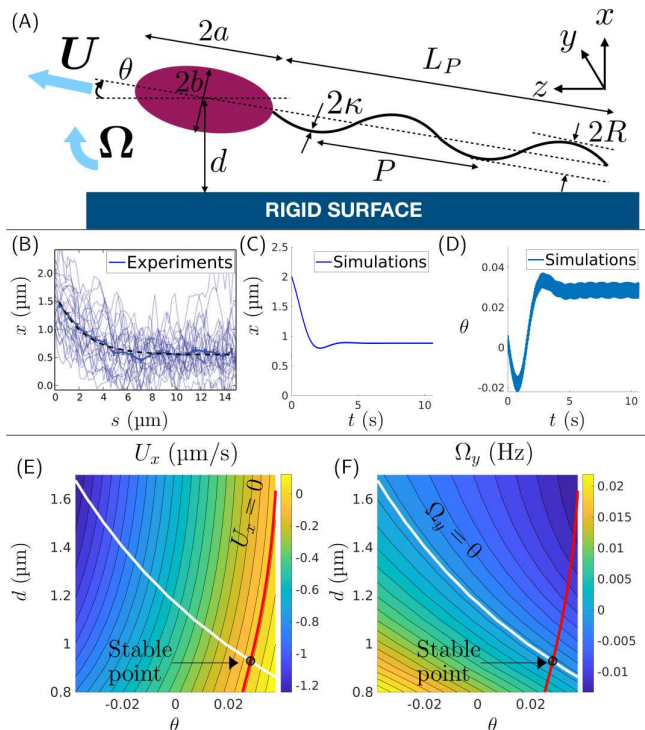 (A)
2a
L_P
x
y
z
U
θ
2b
2κ
2R
Ω
d
P
RIGID SURFACE
(B)
(C)
(D)
Experiments
Simulations
Simulations
x (µm)
2.0
1.5
1.0
0.5
0.0
0 2 4 6 8 10 12 14
s (µm)
x (µm)
2.5
2
1.5
1
0.5
0
0 5 10
t (s)
θ
0.04
0.02
0
-0.02
0 5 10
t (s)
(E)
U_x (µm/s)
d (µm)
1.6
1.4
1.2
1
0.8
U_x = 0
Stable
point
-0.02 0 0.02
θ
0
-0.2
-0.4
-0.6
-0.8
-1
-1.2
(F)
Ω_y (Hz)
d (µm)
1.6
1.4
1.2
1
0.8
Ω_y = 0
Stable
point
-0.02 0 0.02
θ
0.02
0.015
0.01
0.005
0
-0.005
-0.01